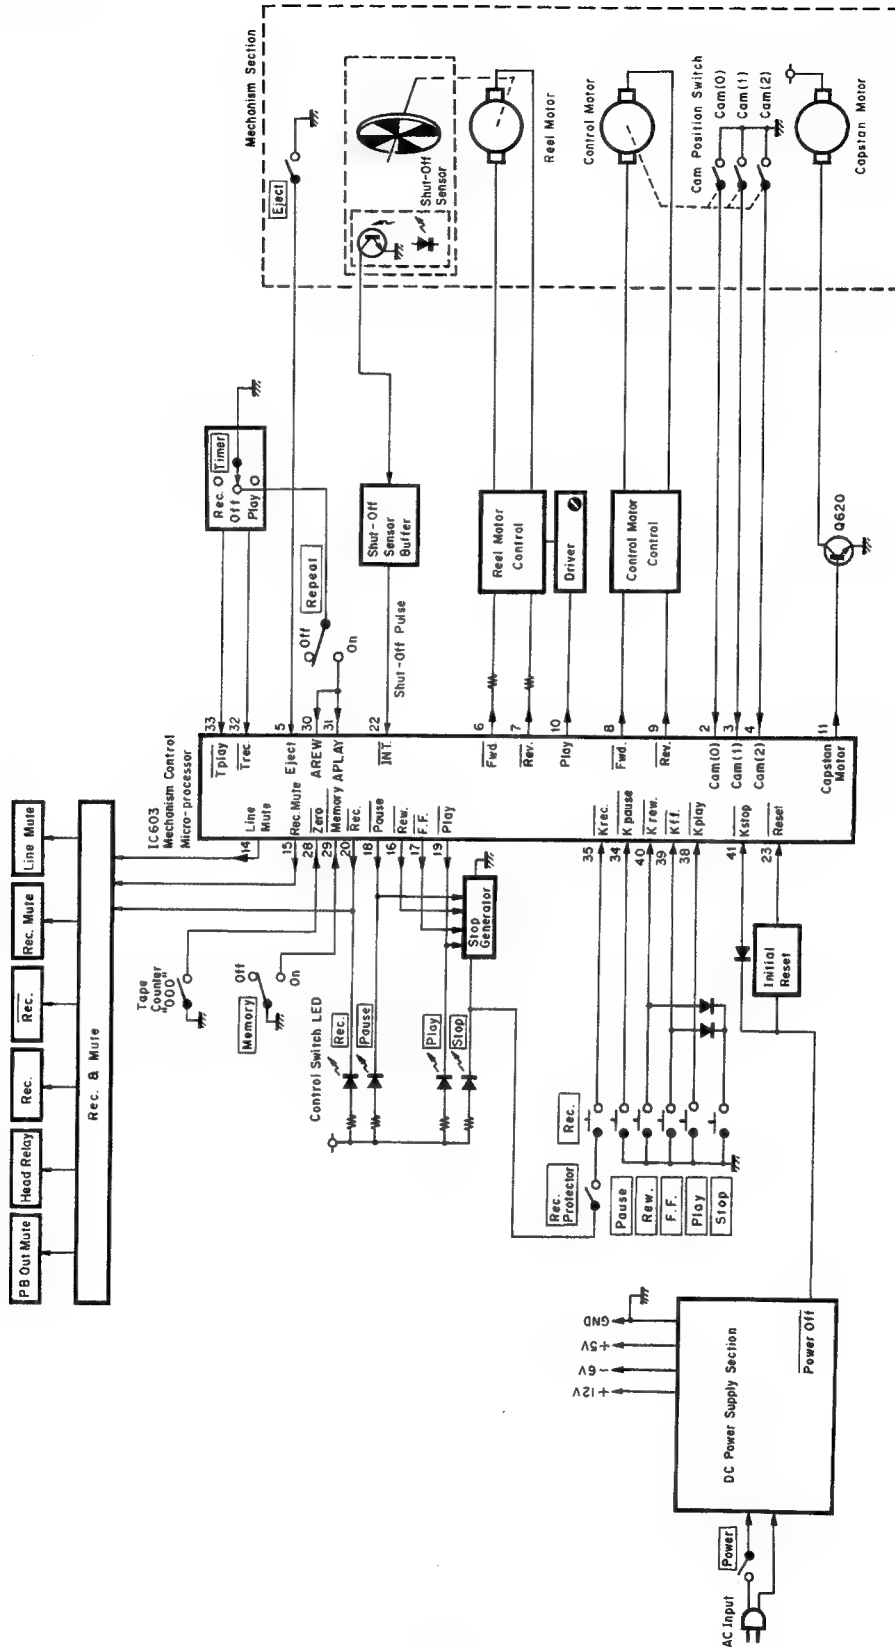 PB Out Mute
Head Relay
Rec.
Rec.
Rec. Mute
Line Mute
Rec. & Mute
IC603
Mechanism Control
Micro-processor
14
Line
Mute
15
Rec.Mute
28
Zero
29
Memory
20
Rec.
18
Pause
16
Rew.
17
F.F.
19
Play
35
K rec.
34
K pause
40
K rew.
39
K f.f.
38
K play
41
K stop
23
Reset
33
Tplay
32
Trec.
5
Eject
30
AREW
31
APLAY
22
INT.
6
Fwd
7
Rev.
10
Play
8
Fwd.
9
Rev.
2
Cam(0)
3
Cam(1)
4
Cam(2)
11
Capstan
Motor
Tape
Counter
"000"
Memory
Off
On
Control Switch LED
Rec.
Pause
Play
Stop
Stop
Generator
Rec.
Protector
Rec.
Pause
Rew.
F.F.
Play
Stop
Initial
Reset
AC Input
Power
DC Power Supply Section
+12V
-6V
+5V
GND
Power Off
Rec.
Off
Play
Timer
Off
On
Repeat
Shut-Off Pulse
Shut-Off
Sensor
Buffer
Reel Motor
Control
Driver
Control Motor
Control
Q620
Mechanism Section
Eject
Shut-Off
Sensor
Reel Motor
Control Motor
Cam Position Switch
Cam(0)
Cam(1)
Cam(2)
Capstan Motor